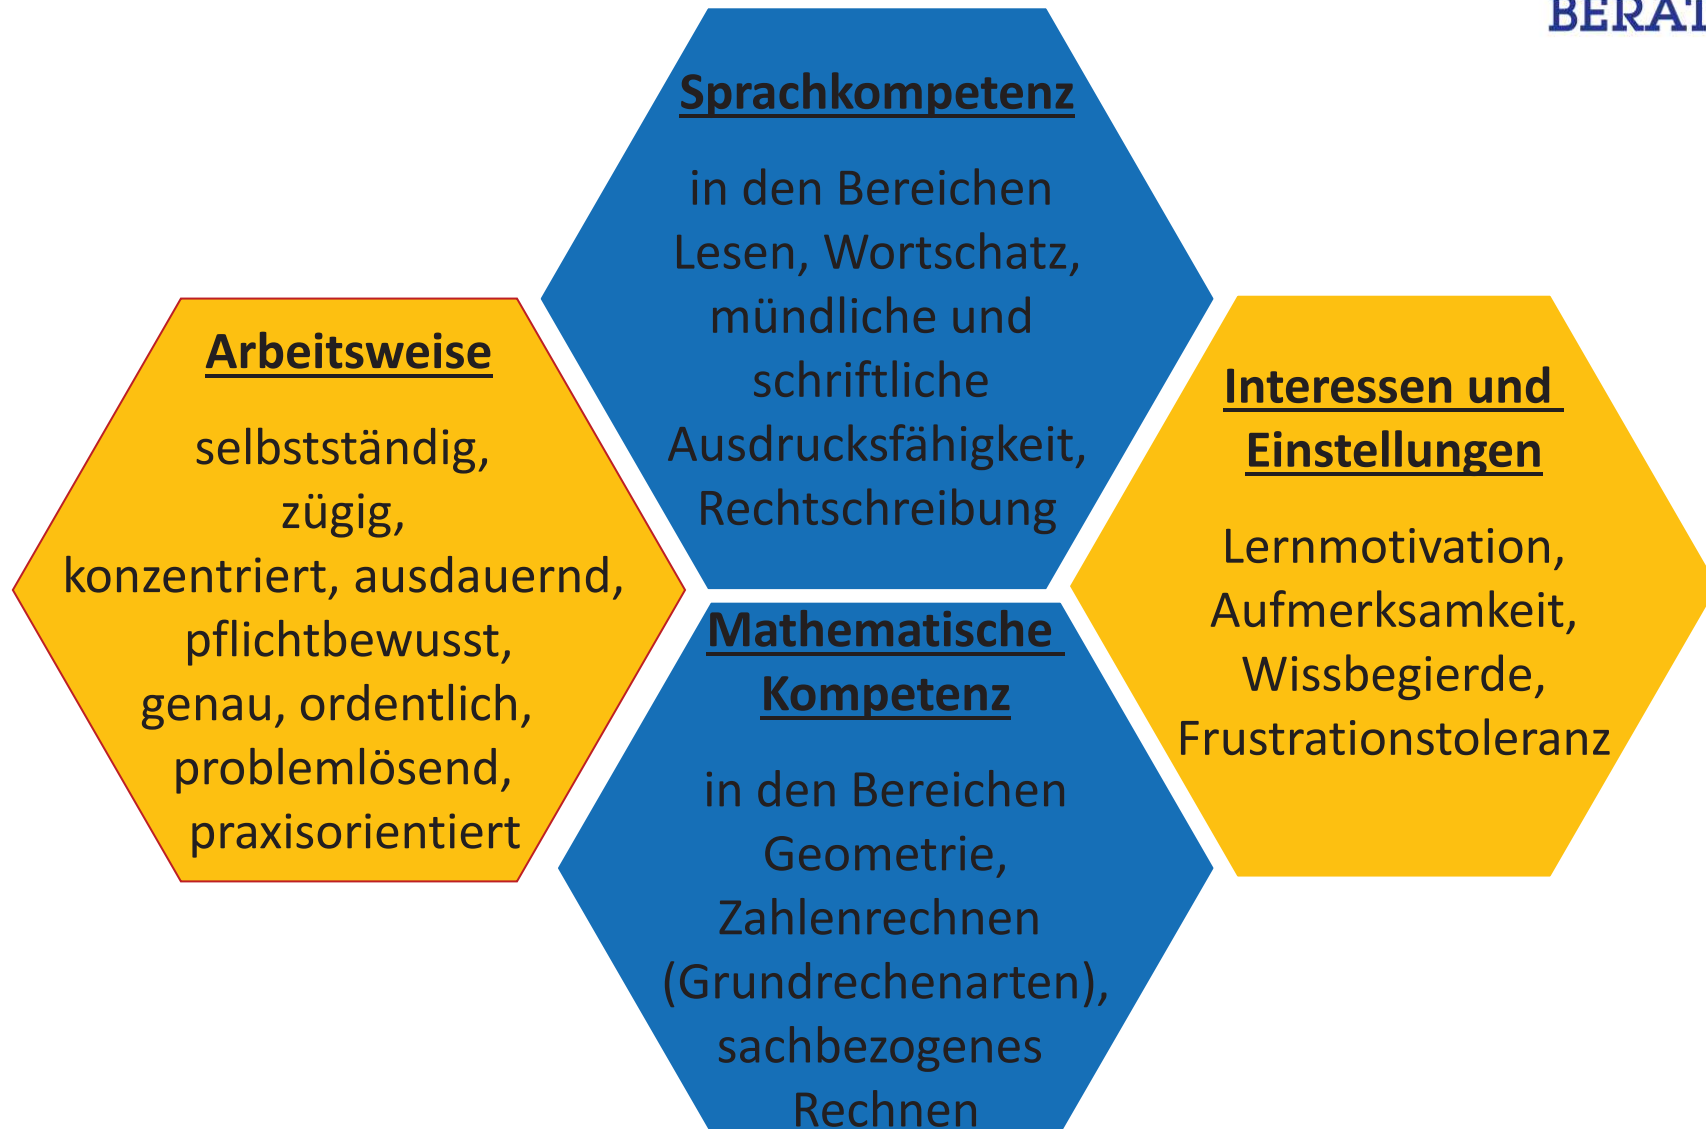 BERAT
Sprachkompetenz
in den Bereichen
Lesen, Wortschatz,
mündliche und
schriftliche
Ausdrucksfähigkeit,
Rechtschreibung
Arbeitsweise
selbstständig,
zügig,
konzentriert, ausdauernd,
pflichtbewusst,
genau, ordentlich,
problemlösend,
praxisorientiert
Interessen und
Einstellungen
Lernmotivation,
Aufmerksamkeit,
Wissbegierde,
Frustrationstoleranz
Mathematische
Kompetenz
in den Bereichen
Geometrie,
Zahlenrechnen
(Grundrechenarten),
sachbezogenes
Rechnen